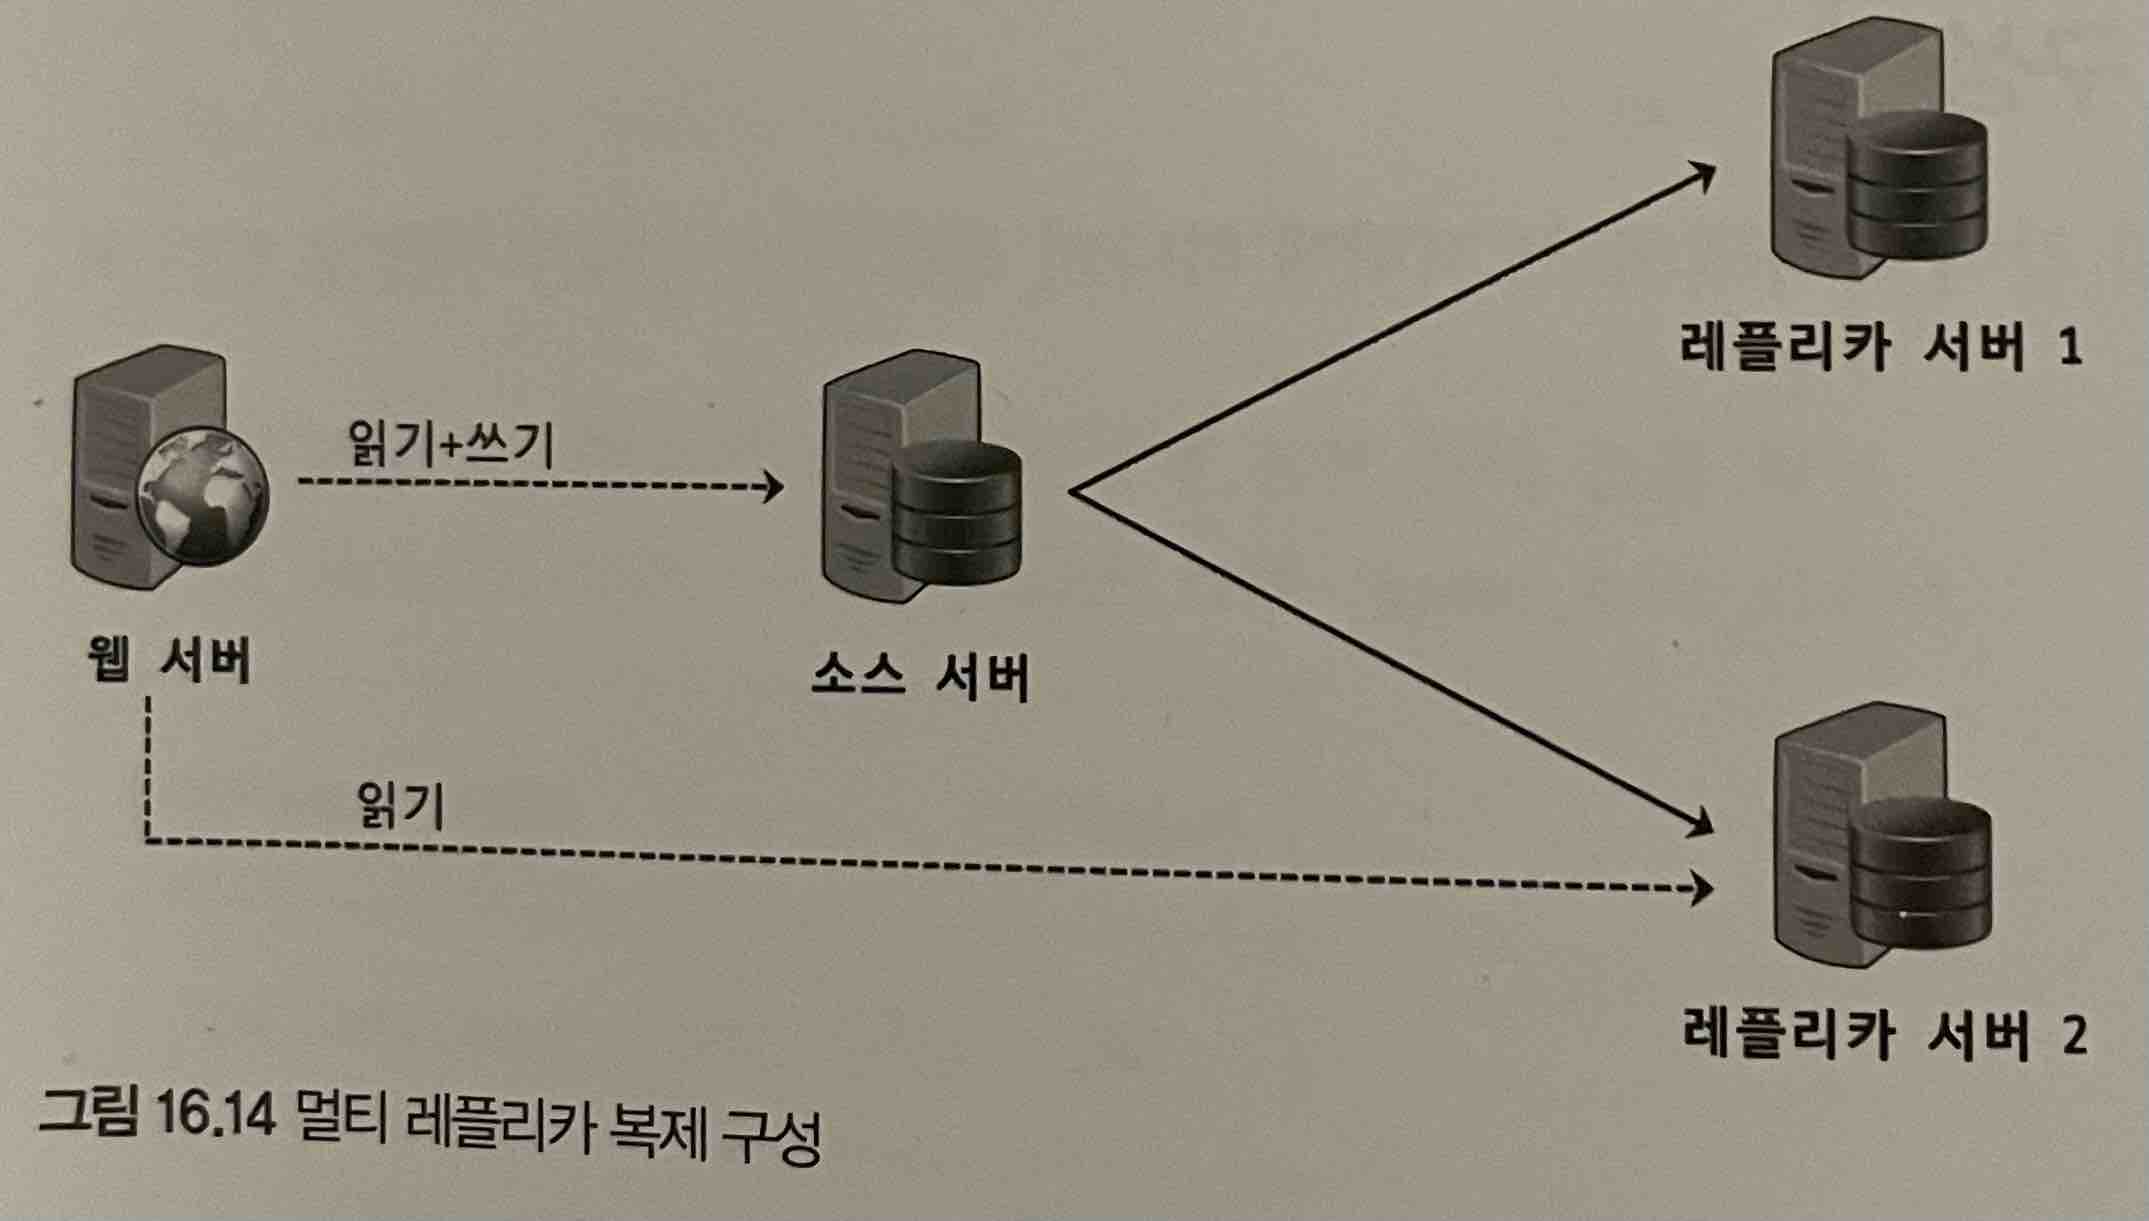 레플리카 서버 1
읽기+쓰기
웹 서버
소스 서버
읽기
레플리카 서버 2
그림 16.14 멀티 레플리카 복제 구성